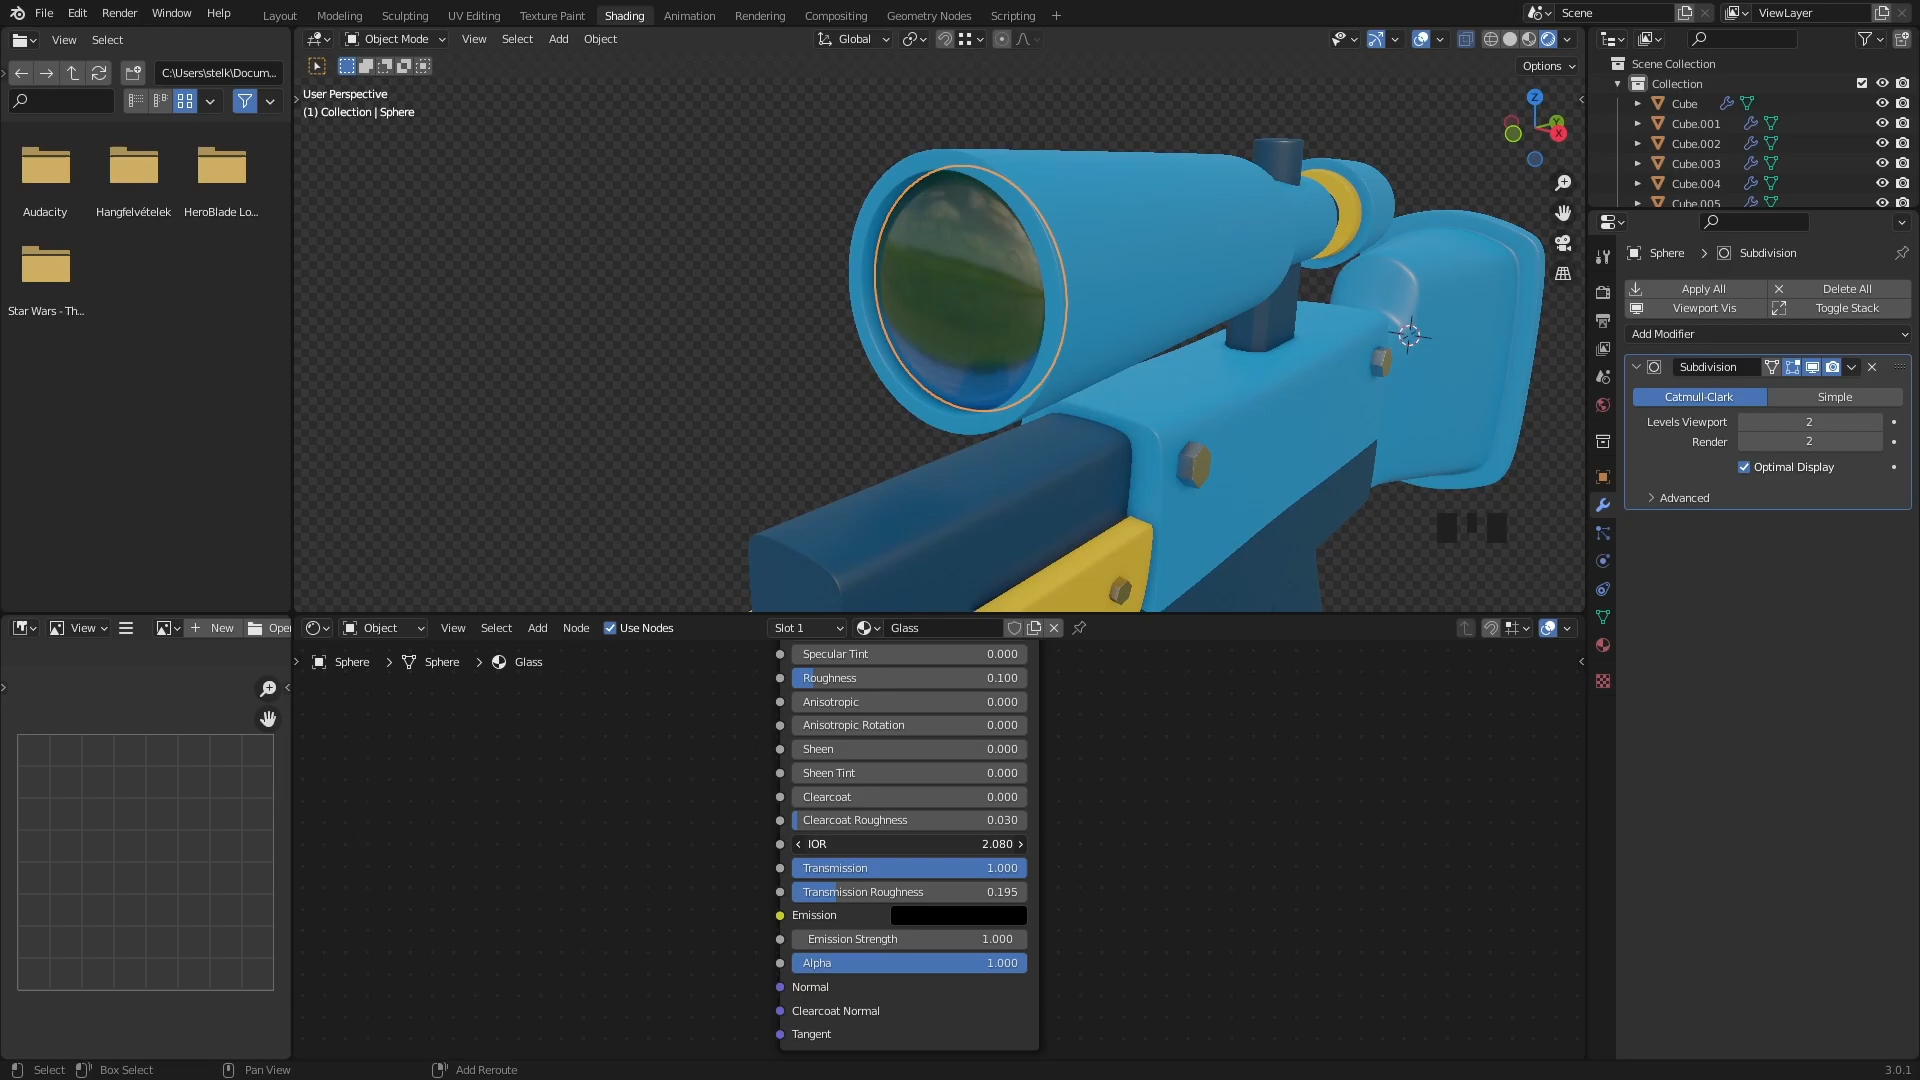 File Edit Render Window Help Layout Modeling Sculpting UV Editing Texture Paint Shading Animation Rendering Compositing Geometry Nodes Scripting + Scene ViewLayer
View Select Object Mode View Select Add Object Global
C:\Users\stelk\Docum... Options
User Perspective
(1) Collection | Sphere
Audacity Hangfelvételek HeroBlade Lo...
Star Wars - Th...
Z
Y
X
Scene Collection
Collection
Cube
Cube.001
Cube.002
Cube.003
Cube.004
Cube.005
Sphere > Subdivision
Apply All Delete All
Viewport Vis Toggle Stack
Add Modifier
Subdivision
Catmull-Clark Simple
Levels Viewport 2
Render 2
Optimal Display
Advanced
View + New Open
Object View Select Add Node Use Nodes Slot 1 Glass
Sphere > Sphere > Glass
Specular Tint 0.000
Roughness 0.100
Anisotropic 0.000
Anisotropic Rotation 0.000
Sheen 0.000
Sheen Tint 0.000
Clearcoat 0.000
Clearcoat Roughness 0.030
IOR 2.080
Transmission 1.000
Transmission Roughness 0.195
Emission
Emission Strength 1.000
Alpha 1.000
Normal
Clearcoat Normal
Tangent
Select Box Select Pan View Add Reroute 3.0.1